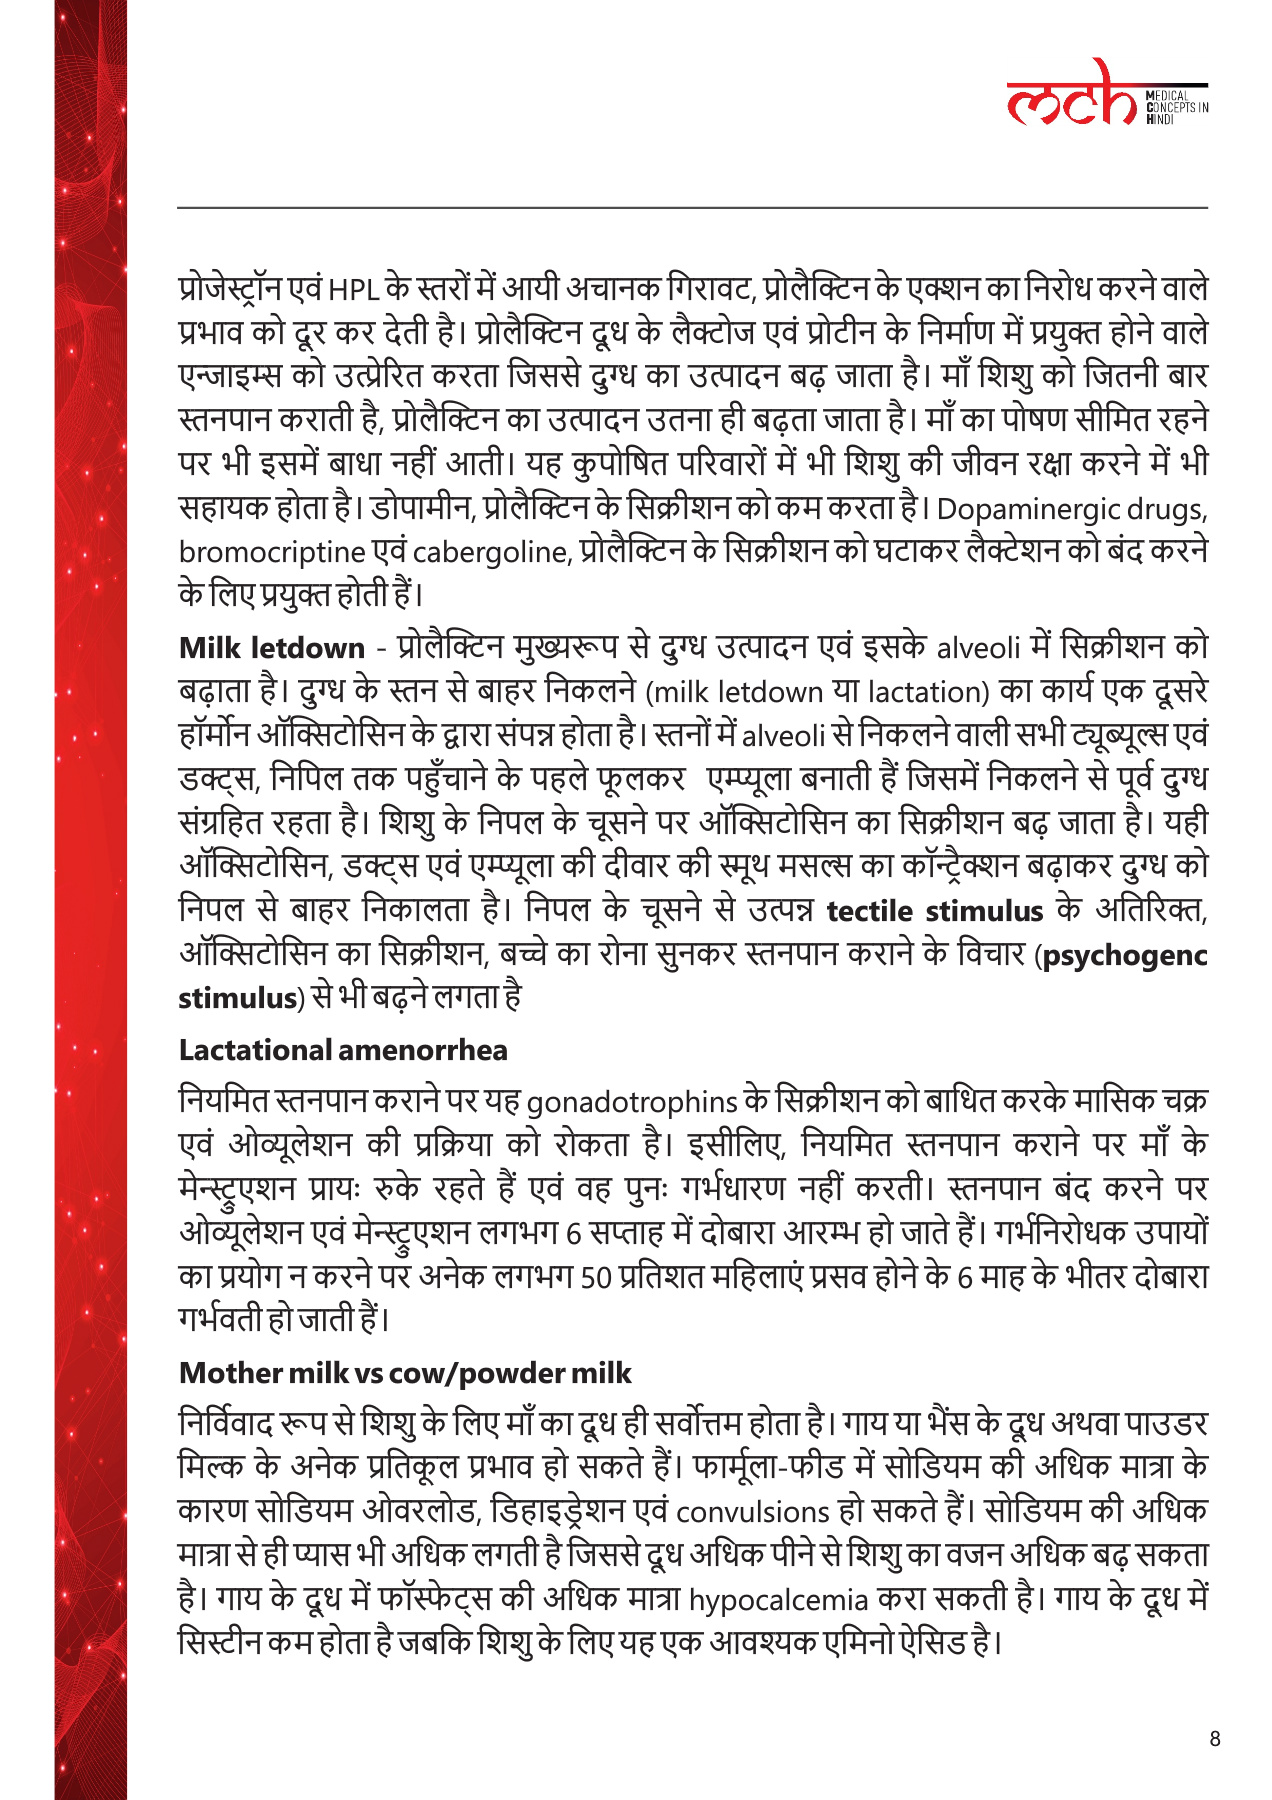 mch MEDICAL
CONCEPTS IN
HINDI
प्रोजेस्ट्रॉन एवं HPL के स्तरों में आयी अचानक गिरावट, प्रोलैक्टिन के एक्शन का निरोध करने वाले
प्रभाव को दूर कर देती है। प्रोलैक्टिन दूध के लैक्टोज एवं प्रोटीन के निर्माण में प्रयुक्त होने वाले
एन्जाइम्स को उत्प्रेरित करता जिससे दुग्ध का उत्पादन बढ़ जाता है। माँ शिशु को जितनी बार
स्तनपान कराती है, प्रोलैक्टिन का उत्पादन उतना ही बढ़ता जाता है। माँ का पोषण सीमित रहने
पर भी इसमें बाधा नहीं आती। यह कुपोषित परिवारों में भी शिशु की जीवन रक्षा करने में भी
सहायक होता है। डोपामीन, प्रोलैक्टिन के सिक्रीशन को कम करता है। Dopaminergic drugs,
bromocriptine एवं cabergoline, प्रोलैक्टिन के सिक्रीशन को घटाकर लैक्टेशन को बंद करने
के लिए प्रयुक्त होती हैं।
Milk letdown - प्रोलैक्टिन मुख्यरूप से दुग्ध उत्पादन एवं इसके alveoli में सिक्रीशन को
बढ़ाता है। दुग्ध के स्तन से बाहर निकलने (milk letdown या lactation) का कार्य एक दूसरे
हॉर्मोन ऑक्सिटोसिन के द्वारा संपन्न होता है। स्तनों में alveoli से निकलने वाली सभी ट्यूब्यूल्स एवं
डक्ट्स, निपिल तक पहुँचाने के पहले फूलकर एम्प्यूला बनाती हैं जिसमें निकलने से पूर्व दुग्ध
संग्रहित रहता है। शिशु के निपल के चूसने पर ऑक्सिटोसिन का सिक्रीशन बढ़ जाता है। यही
ऑक्सिटोसिन, डक्ट्स एवं एम्प्यूला की दीवार की स्मूथ मसल्स का कॉन्ट्रैक्शन बढ़ाकर दुग्ध को
निपल से बाहर निकालता है। निपल के चूसने से उत्पन्न tectile stimulus के अतिरिक्त,
ऑक्सिटोसिन का सिक्रीशन, बच्चे का रोना सुनकर स्तनपान कराने के विचार (psychogenc
stimulus) से भी बढ़ने लगता है
Lactational amenorrhea
नियमित स्तनपान कराने पर यह gonadotrophins के सिक्रीशन को बाधित करके मासिक चक्र
एवं ओव्यूलेशन की प्रक्रिया को रोकता है। इसीलिए, नियमित स्तनपान कराने पर माँ के
मेन्स्ट्रुएशन प्रायः रुके रहते हैं एवं वह पुनः गर्भधारण नहीं करती। स्तनपान बंद करने पर
ओव्यूलेशन एवं मेन्स्ट्रुएशन लगभग 6 सप्ताह में दोबारा आरम्भ हो जाते हैं। गर्भनिरोधक उपायों
का प्रयोग न करने पर अनेक लगभग 50 प्रतिशत महिलाएं प्रसव होने के 6 माह के भीतर दोबारा
गर्भवती हो जाती हैं।
Mother milk vs cow/powder milk
निर्विवाद रूप से शिशु के लिए माँ का दूध ही सर्वोत्तम होता है। गाय या भैंस के दूध अथवा पाउडर
मिल्क के अनेक प्रतिकूल प्रभाव हो सकते हैं। फार्मूला-फीड में सोडियम की अधिक मात्रा के
कारण सोडियम ओवरलोड, डिहाइड्रेशन एवं convulsions हो सकते हैं। सोडियम की अधिक
मात्रा से ही प्यास भी अधिक लगती है जिससे दूध अधिक पीने से शिशु का वजन अधिक बढ़ सकता
है। गाय के दूध में फॉस्फेट्स की अधिक मात्रा hypocalcemia करा सकती है। गाय के दूध में
सिस्टीन कम होता है जबकि शिशु के लिए यह एक आवश्यक एमिनो ऐसिड है।
8